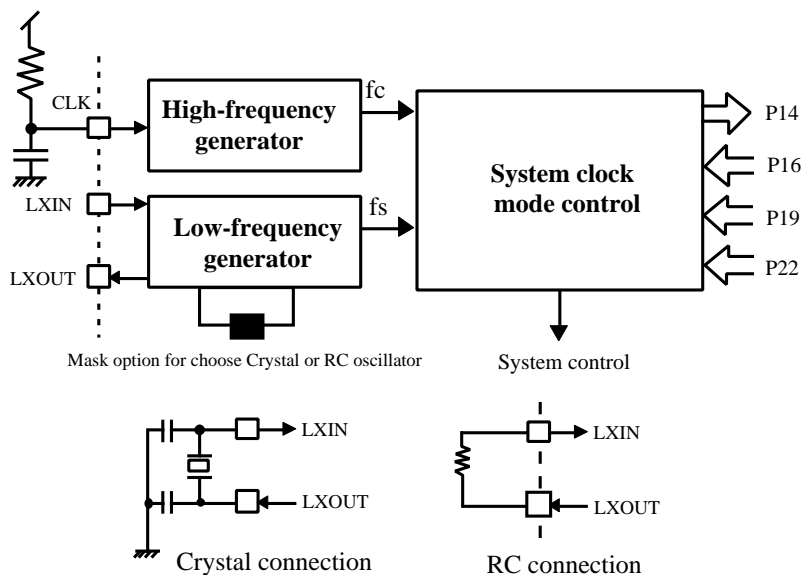 CLK
High-frequency
generator
fc
System clock
mode control
P14
P16
P19
P22
LXIN
LXOUT
Low-frequency
generator
fs
Mask option for choose Crystal or RC oscillator
System control
LXIN
LXOUT
Crystal connection
LXIN
LXOUT
RC connection